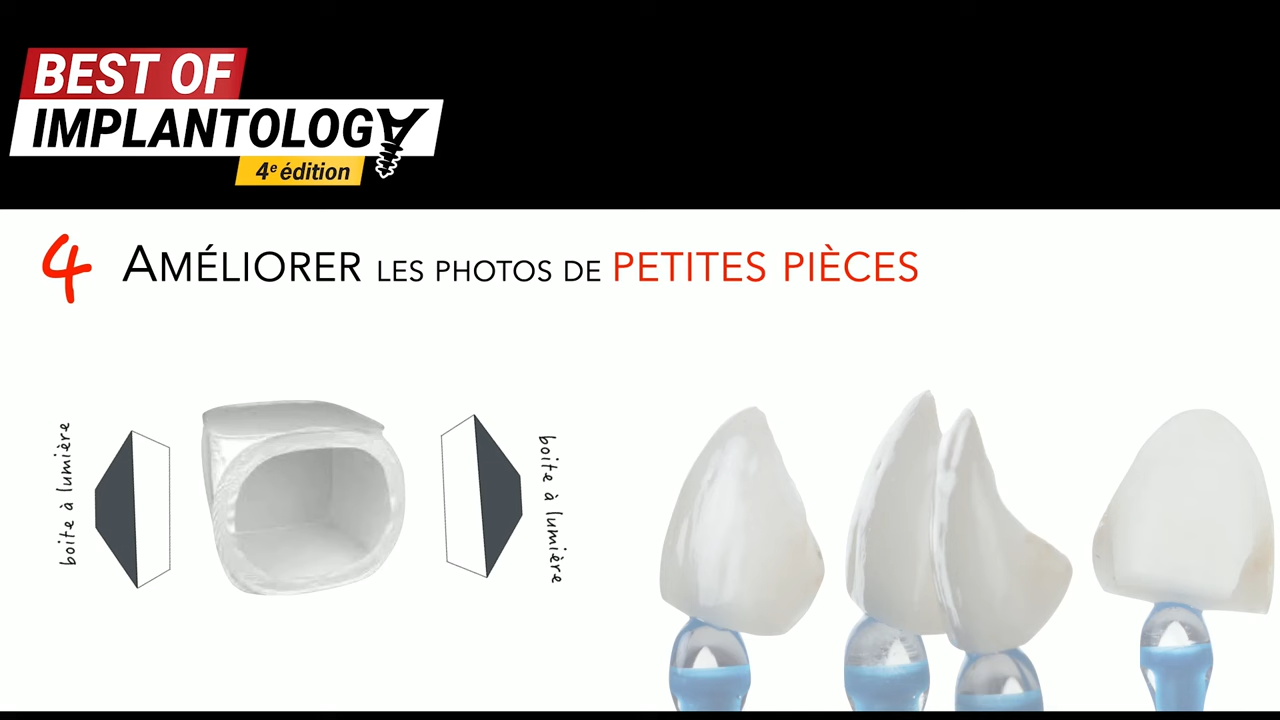 BEST OF
IMPLANTOLOGY
4e édition
4 AMÉLIORER LES PHOTOS DE PETITES PIÈCES
boite à lumière
boite à lumière